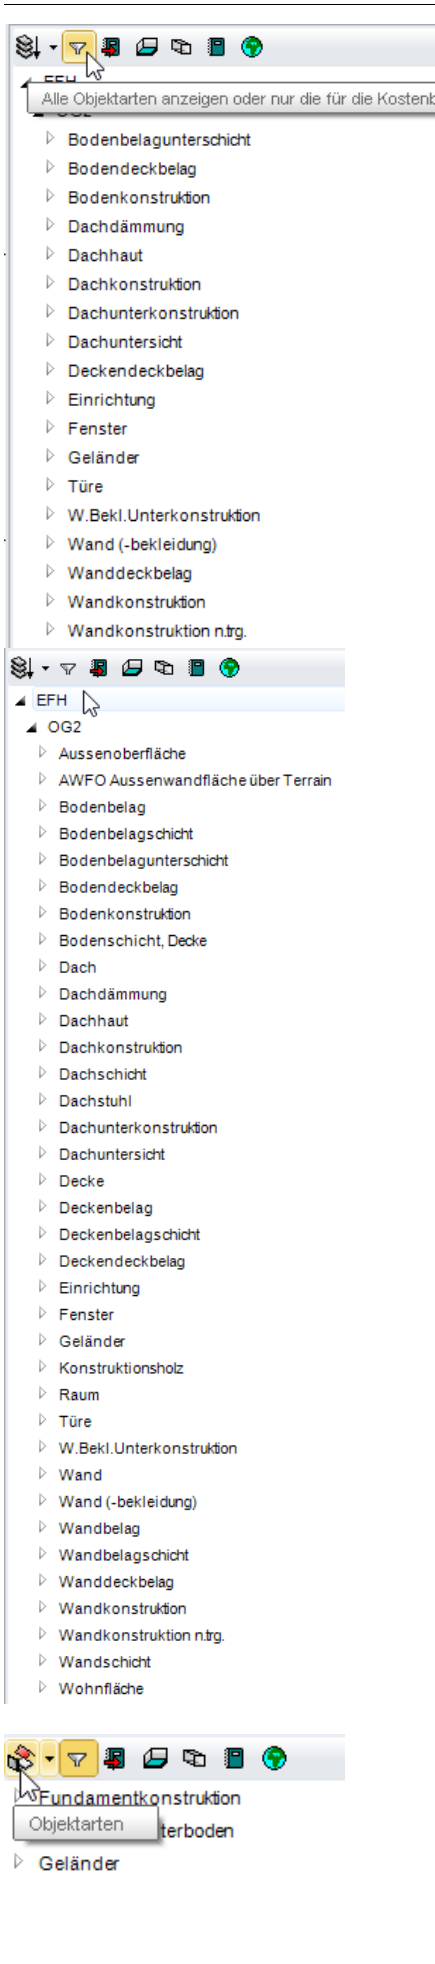 EFH
Alle Objektarten anzeigen oder nur die für die
OG2
Bodenbelagunterschicht
Bodendeckbelag
Bodenkonstruktion
Dachdämmung
Dachhaut
Dachkonstruktion
Dachunterkonstruktion
Dachuntersicht
Deckendeckbelag
Einrichtung
Fenster
Geländer
Türe
W.Bekl.Unterkonstruktion
Wand (-bekleidung)
Wanddeckbelag
Wandkonstruktion
Wandkonstruktion n.trg.
EFH
OG2
Aussenoberfläche
AWFO Aussenwandfläche über Terrain
Bodenbelag
Bodenbelagschicht
Bodenbelagunterschicht
Bodendeckbelag
Bodenkonstruktion
Bodenschicht, Decke
Dach
Dachdämmung
Dachhaut
Dachkonstruktion
Dachschicht
Dachstuhl
Dachunterkonstruktion
Dachuntersicht
Decke
Deckenbelag
Deckenbelagschicht
Deckendeckbelag
Einrichtung
Fenster
Geländer
Konstruktionsholz
Raum
Türe
W.Bekl.Unterkonstruktion
Wand
Wand (-bekleidung)
Wandbelag
Wandbelagschicht
Wanddeckbelag
Wandkonstruktion
Wandkonstruktion n.trg.
Wandschicht
Wohnfläche
Fundamentkonstruktion
Objektarten terboden
Geländer